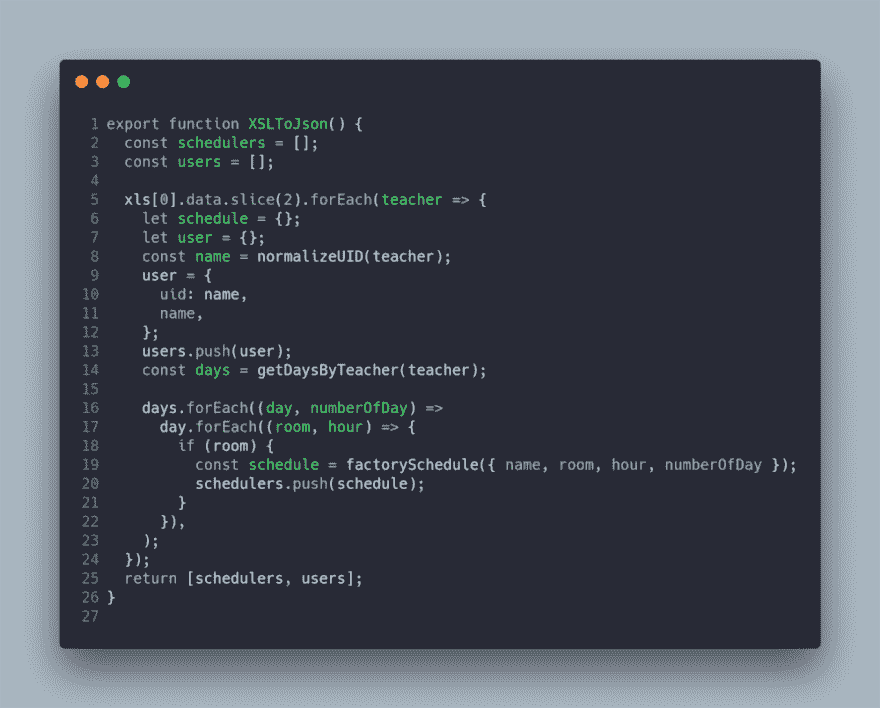 1 export function XSLToJson() {
2   const schedulers = [];
3   const users = [];
4
5   xls[0].data.slice(2).forEach(teacher => {
6     let schedule = {};
7     let user = {};
8     const name = normalizeUID(teacher);
9     user = {
10       uid: name,
11       name,
12     };
13     users.push(user);
14     const days = getDaysByTeacher(teacher);
15
16     days.forEach((day, numberOfDay) =>
17       day.forEach((room, hour) => {
18         if (room) {
19           const schedule = factorySchedule({ name, room, hour, numberOfDay });
20           schedulers.push(schedule);
21         }
22       }),
23     );
24   });
25   return [schedulers, users];
26 }
27